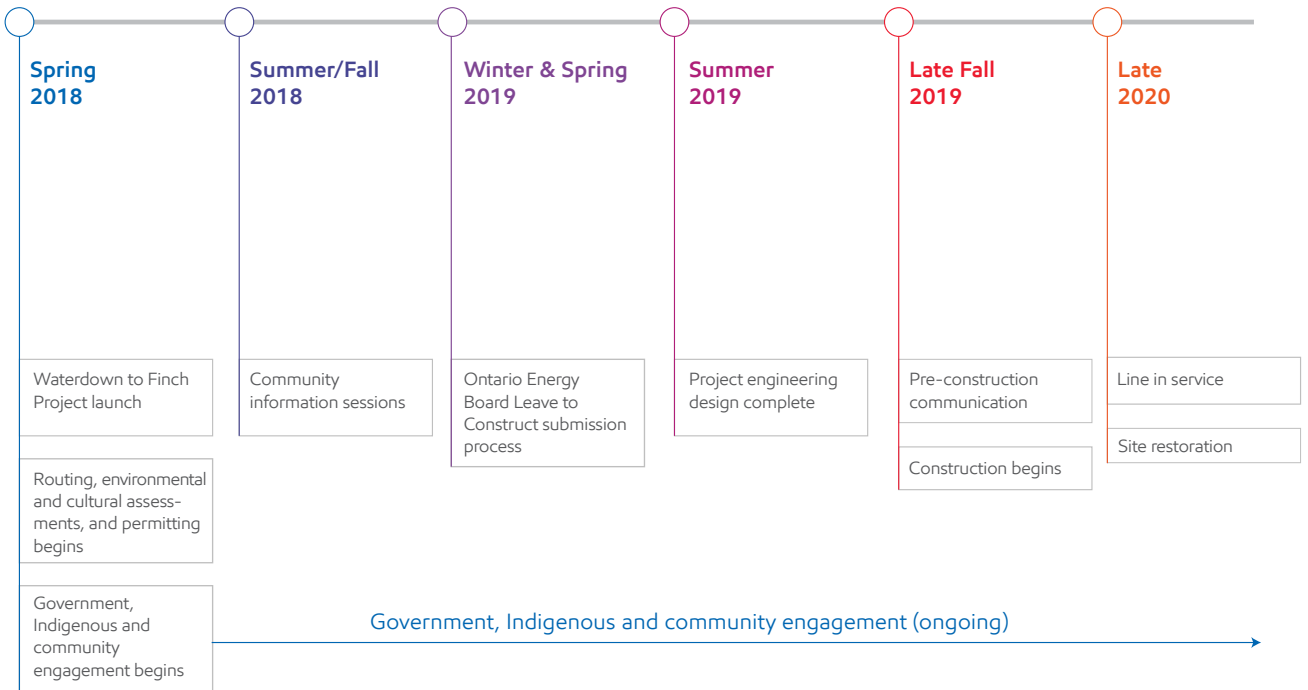 Spring
2018
Summer/Fall
2018
Winter & Spring
2019
Summer
2019
Late Fall
2019
Late
2020
Waterdown to Finch
Project launch
Routing, environmental
and cultural assess-
ments, and permitting
begins
Government,
Indigenous and
community
engagement begins
Community
information sessions
Ontario Energy
Board Leave to
Construct submission
process
Project engineering
design complete
Pre-construction
communication
Construction begins
Line in service
Site restoration
Government, Indigenous and community engagement (ongoing)